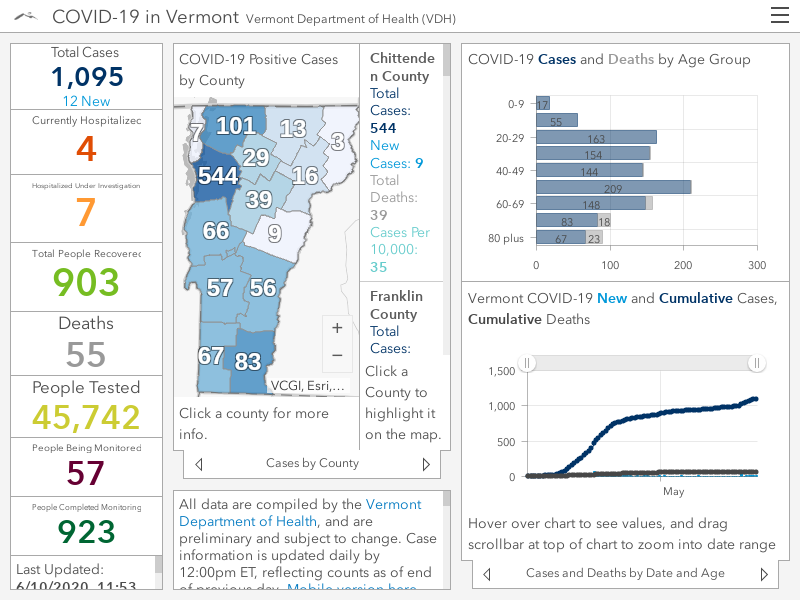 COVID-19 in Vermont Vermont Department of Health (VDH)
Total Cases
1,095
12 New
Currently Hospitalized
4
Hospitalized Under Investigation
7
Total People Recovered
903
Deaths
55
People Tested
45,742
People Being Monitored
57
People Completed Monitoring
923
Last Updated:
6/10/2020, 11:53
COVID-19 Positive Cases
by County
7
101
13
3
29
544
16
39
66
9
57
56
67
83
+
−
VCGI, Esri,...
Click a county for more
info.
Chittende
n County
Total
Cases:
544
New
Cases: 9
Total
Deaths:
39
Cases Per
10,000:
35
Franklin
County
Total
Cases:
Click a
County to
highlight it
on the map.
Cases by County
All data are compiled by the Vermont
Department of Health, and are
preliminary and subject to change. Case
information is updated daily by
12:00pm ET, reflecting counts as of end
of previous day. Mobile version here
COVID-19 Cases and Deaths by Age Group
0-9
17
55
20-29
163
154
40-49
144
209
60-69
148
83 18
80 plus
67 23
0 100 200 300
Vermont COVID-19 New and Cumulative Cases,
Cumulative Deaths
1,500
1,000
500
0
May
Hover over chart to see values, and drag
scrollbar at top of chart to zoom into date range
Cases and Deaths by Date and Age